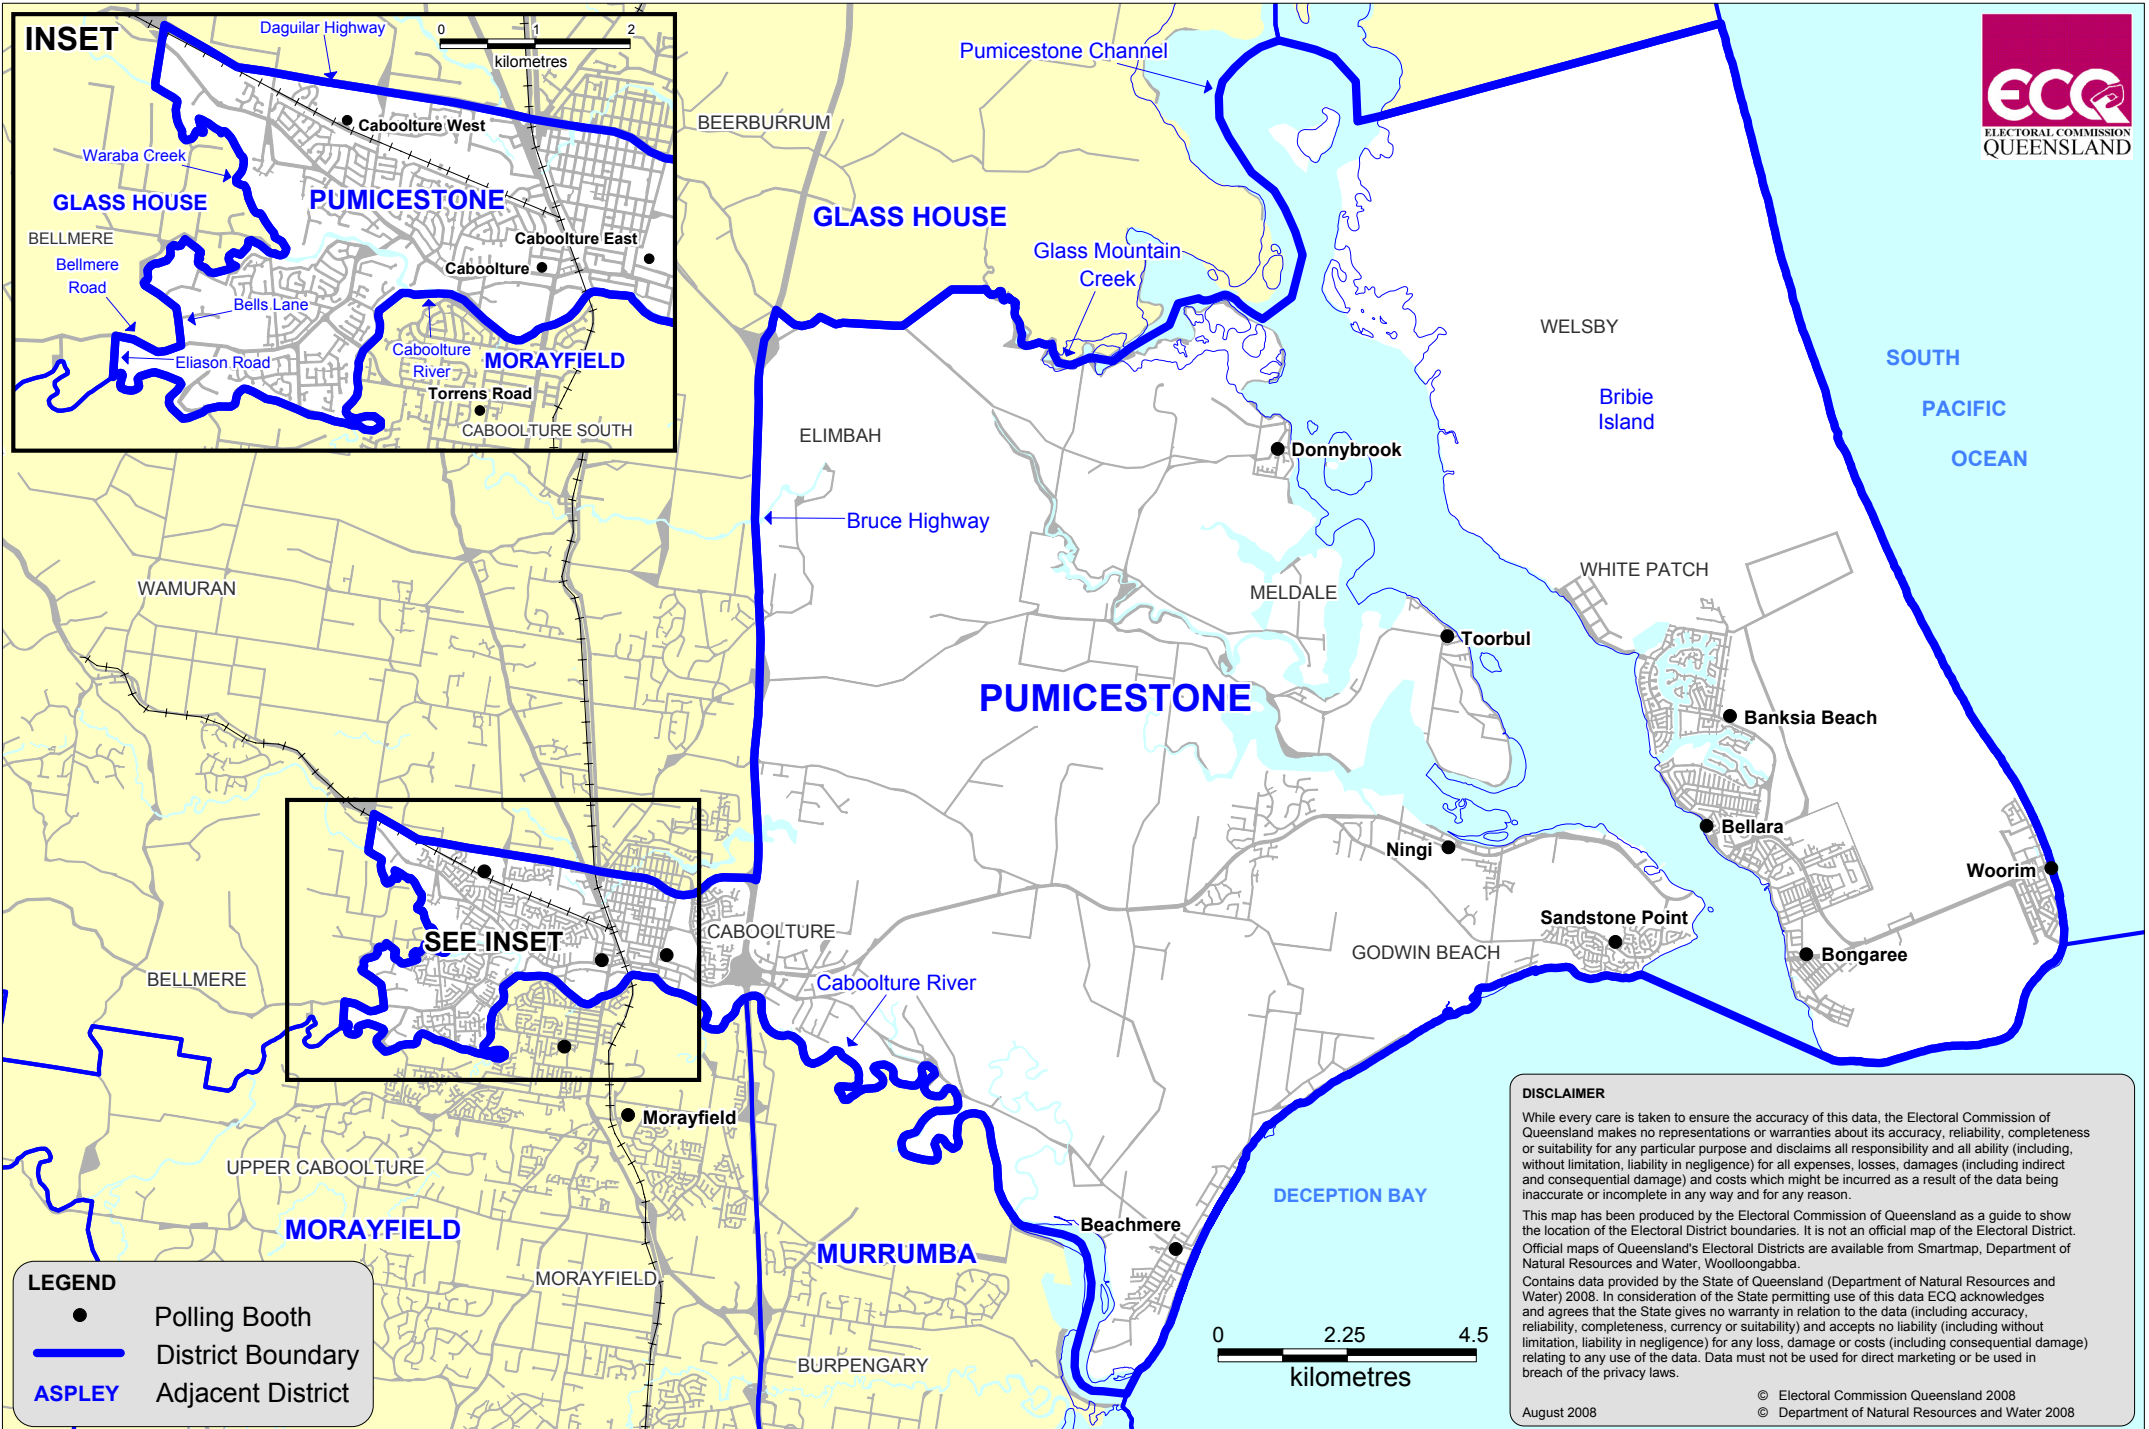 INSET
Daguilar Highway
0 1 2
kilometres
Caboolture West
Waraba Creek
GLASS HOUSE
PUMICESTONE
BELLMERE
Caboolture East
Bellmere
Road
Caboolture
Bells Lane
Caboolture
River
Eliason Road
MORAYFIELD
Torrens Road
CABOOLTURE SOUTH
Pumicestone Channel
BEERBURRUM
GLASS HOUSE
Glass Mountain
Creek
ECQ
ELECTORAL COMMISSION
QUEENSLAND
WELSBY
SOUTH
PACIFIC
OCEAN
Bribie
Island
ELIMBAH
Donnybrook
Bruce Highway
WAMURAN
WHITE PATCH
MELDALE
Toorbul
PUMICESTONE
Banksia Beach
Bellara
Ningi
Woorim
Sandstone Point
SEE INSET
CABOOLTURE
GODWIN BEACH
Bongaree
BELLMERE
Caboolture River
Morayfield
UPPER CABOOLTURE
DECEPTION BAY
MORAYFIELD
Beachmere
MURRUMBA
MORAYFIELD
BURPENGARY
0 2.25 4.5
kilometres
LEGEND
Polling Booth
District Boundary
ASPLEY Adjacent District
DISCLAIMER
While every care is taken to ensure the accuracy of this data, the Electoral Commission of
Queensland makes no representations or warranties about its accuracy, reliability, completeness
or suitability for any particular purpose and disclaims all responsibility and all ability (including,
without limitation, liability in negligence) for all expenses, losses, damages (including indirect
and consequential damage) and costs which might be incurred as a result of the data being
inaccurate or incomplete in any way and for any reason.
This map has been produced by the Electoral Commission of Queensland as a guide to show
the location of the Electoral District boundaries. It is not an official map of the Electoral District.
Official maps of Queensland's Electoral Districts are available from Smartmap, Department of
Natural Resources and Water, Woolloongabba.
Contains data provided by the State of Queensland (Department of Natural Resources and
Water) 2008. In consideration of the State permitting use of this data ECQ acknowledges
and agrees that the State gives no warranty in relation to the data (including accuracy,
reliability, completeness, currency or suitability) and accepts no liability (including without
limitation, liability in negligence) for any loss, damage or costs (including consequential damage)
relating to any use of the data. Data must not be used for direct marketing or be used in
breach of the privacy laws.
© Electoral Commission Queensland 2008
August 2008 © Department of Natural Resources and Water 2008